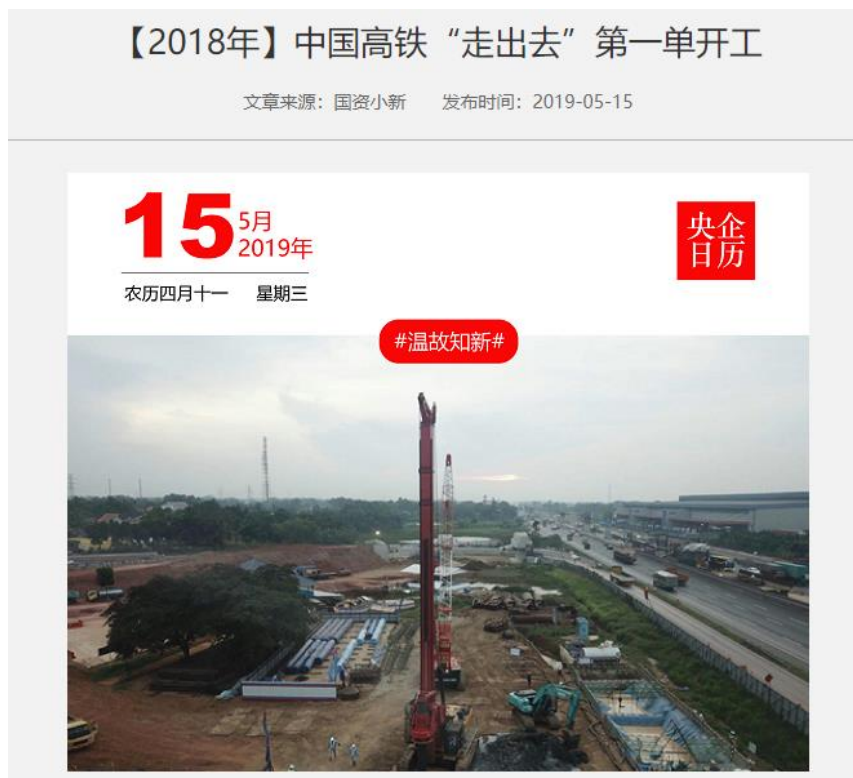 【2018年】中国高铁“走出去”第一单开工
文章来源：国资小新 发布时间：2019-05-15
15
5月
2019年
央企
日历
农历四月十一 星期三
#温故知新#